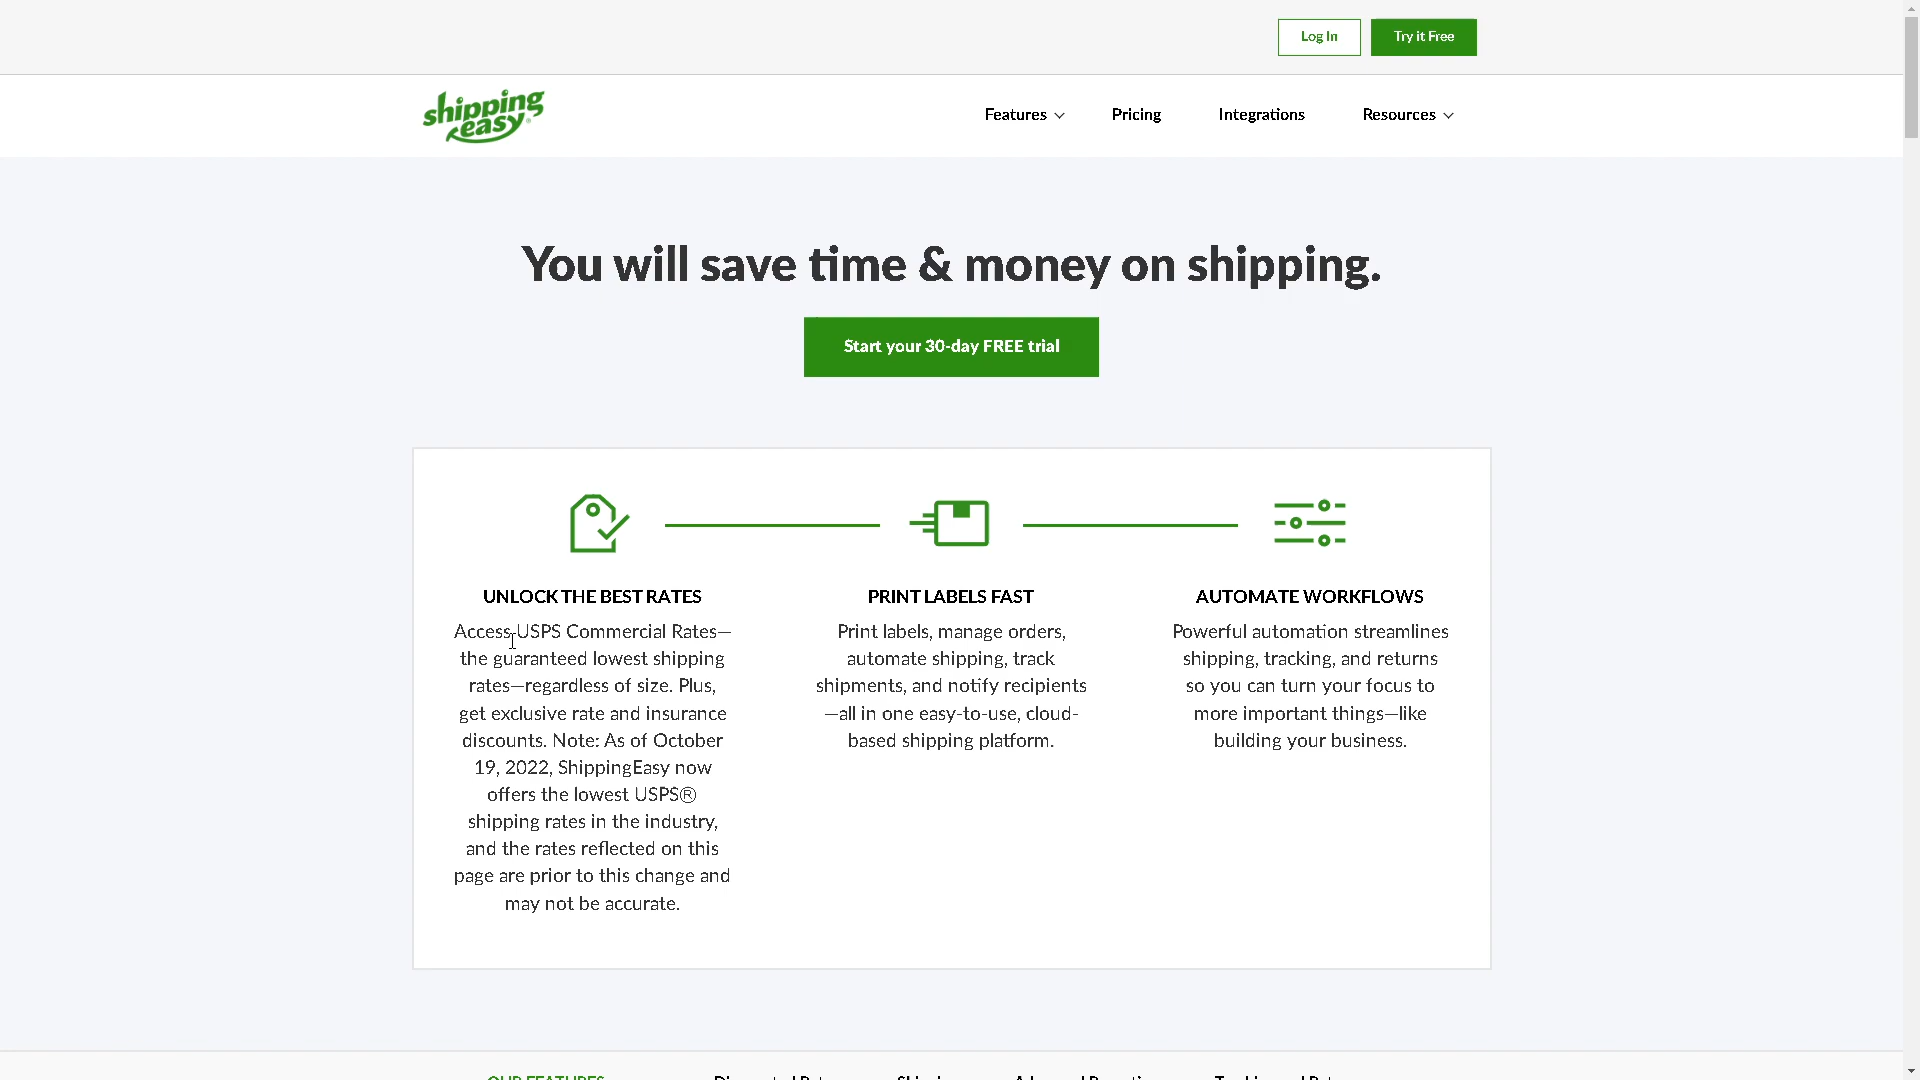 Log In
Try it Free
shipping easy
Features
Pricing
Integrations
Resources
You will save time & money on shipping.
Start your 30-day FREE trial
UNLOCK THE BEST RATES
Access USPS Commercial Rates—
the guaranteed lowest shipping
rates—regardless of size. Plus,
get exclusive rate and insurance
discounts. Note: As of October
19, 2022, ShippingEasy now
offers the lowest USPS®
shipping rates in the industry,
and the rates reflected on this
page are prior to this change and
may not be accurate.
PRINT LABELS FAST
Print labels, manage orders,
automate shipping, track
shipments, and notify recipients
—all in one easy-to-use, cloud-
based shipping platform.
AUTOMATE WORKFLOWS
Powerful automation streamlines
shipping, tracking, and returns
so you can turn your focus to
more important things—like
building your business.
OUR FEATURES